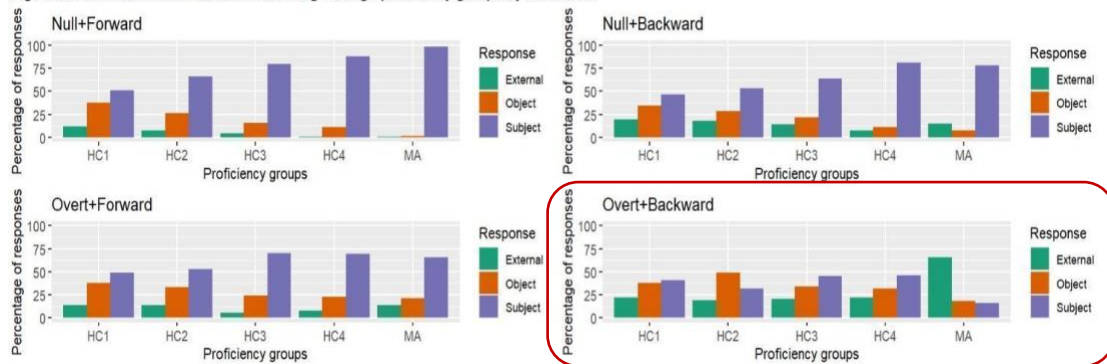 Null+Forward
Percentage of responses
100
75
50
25
0
HC1 HC2 HC3 HC4 MA
Proficiency groups
Response
External
Object
Subject
Null+Backward
Percentage of responses
100
75
50
25
0
HC1 HC2 HC3 HC4 MA
Proficiency groups
Response
External
Object
Subject
Overt+Forward
Percentage of responses
100
75
50
25
0
HC1 HC2 HC3 HC4 MA
Proficiency groups
Response
External
Object
Subject
Overt+Backward
Percentage of responses
100
75
50
25
0
HC1 HC2 HC3 HC4 MA
Proficiency groups
Response
External
Object
Subject